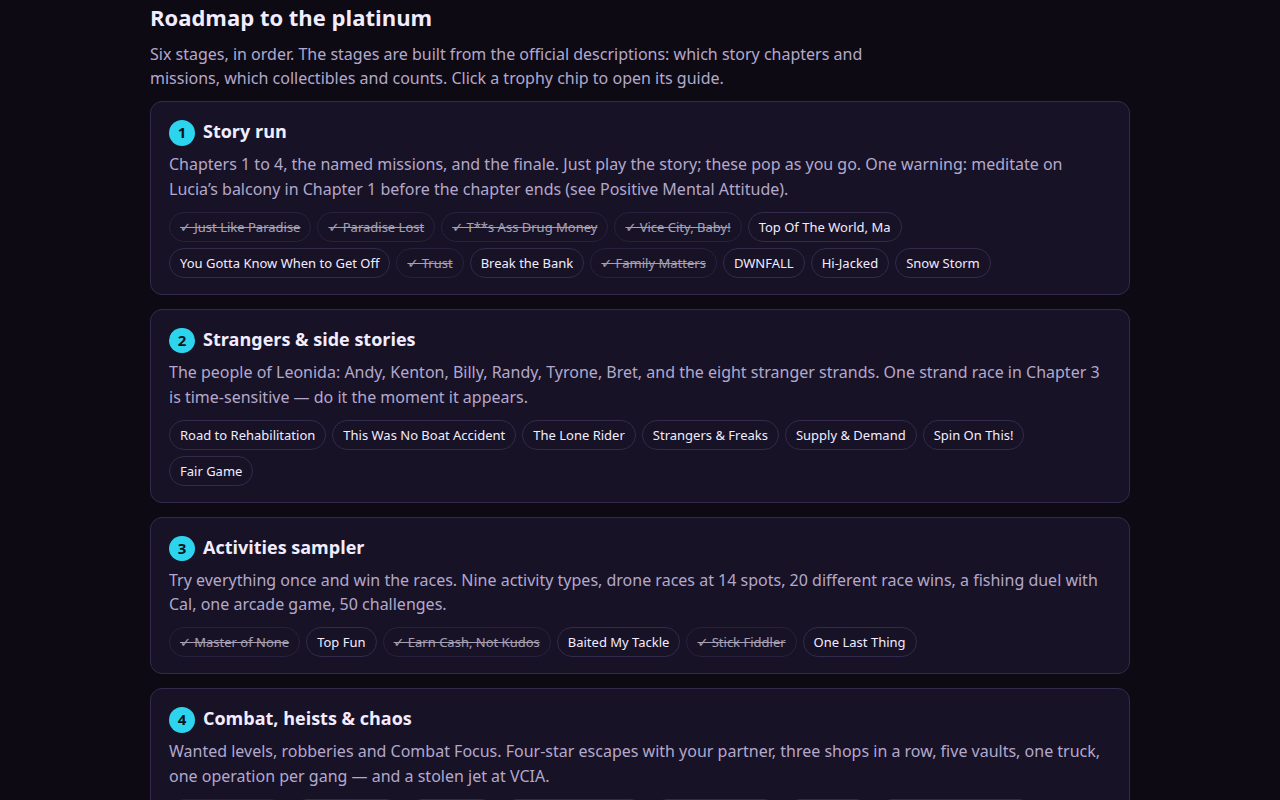 Roadmap to the platinum
Six stages, in order. The stages are built from the official descriptions: which story chapters and
missions, which collectibles and counts. Click a trophy chip to open its guide.
1 Story run
Chapters 1 to 4, the named missions, and the finale. Just play the story; these pop as you go. One warning: meditate on
Lucia’s balcony in Chapter 1 before the chapter ends (see Positive Mental Attitude).
✓ Just Like Paradise ✓ Paradise Lost ✓ T**s Ass Drug Money ✓ Vice City, Baby! Top Of The World, Ma
You Gotta Know When to Get Off ✓ Trust Break the Bank ✓ Family Matters DWNFALL Hi-Jacked Snow Storm
2 Strangers & side stories
The people of Leonida: Andy, Kenton, Billy, Randy, Tyrone, Bret, and the eight stranger strands. One strand race in Chapter 3
is time-sensitive — do it the moment it appears.
Road to Rehabilitation This Was No Boat Accident The Lone Rider Strangers & Freaks Supply & Demand Spin On This!
Fair Game
3 Activities sampler
Try everything once and win the races. Nine activity types, drone races at 14 spots, 20 different race wins, a fishing duel with
Cal, one arcade game, 50 challenges.
✓ Master of None Top Fun ✓ Earn Cash, Not Kudos Baited My Tackle ✓ Stick Fiddler One Last Thing
4 Combat, heists & chaos
Wanted levels, robberies and Combat Focus. Four-star escapes with your partner, three shops in a row, five vaults, one truck,
one operation per gang — and a stolen jet at VCIA.